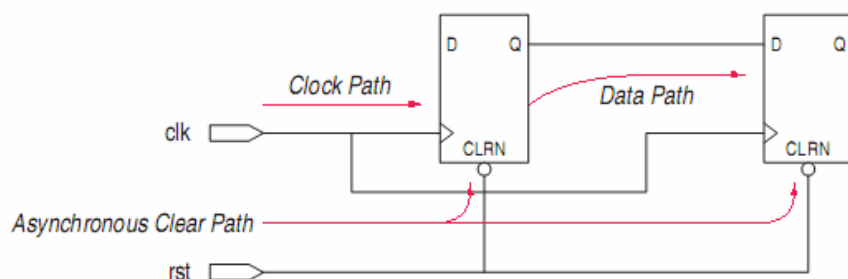 D Q
D Q
Clock Path
Data Path
clk
CLRN
CLRN
Asynchronous Clear Path
rst